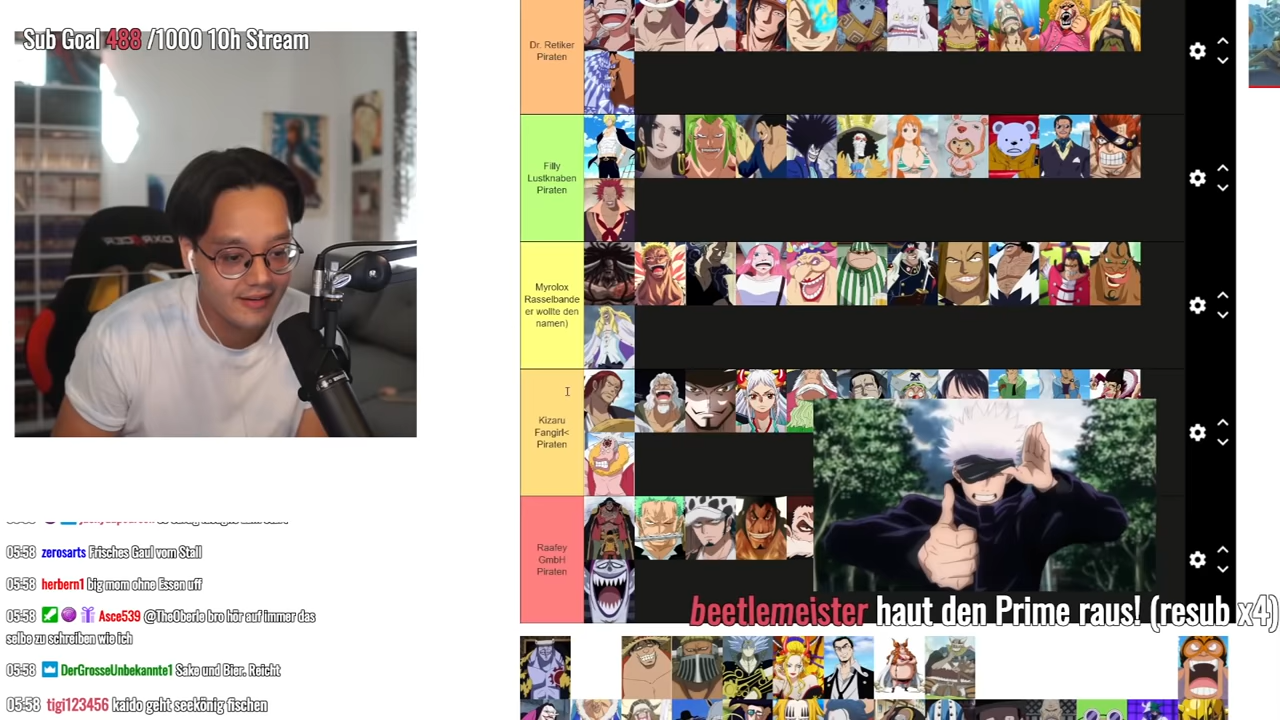 Sub Goal 488 /1000 10h Stream
Dr. Retiker
Piraten
Filly
Lustknaben
Piraten
Myrolox
Rasselbande
er wollte den
namen)
Kizaru
Fangirl<
Piraten
Raafey
GmbH
Piraten
beetlemeister haut den Prime raus! (resub x4)
05:58 zerosarts Frisches Gaul vom Stall
05:58 herbern1 big mom ohne Essen uff
05:58 Asce539 @TheOberle bro hör auf immer das
selbe zu schreiben wie ich
05:58 DerGrosseUnbekannte1 Sake und Bier. Reicht
05:58 tigi123456 kaido geht seekönig fischen